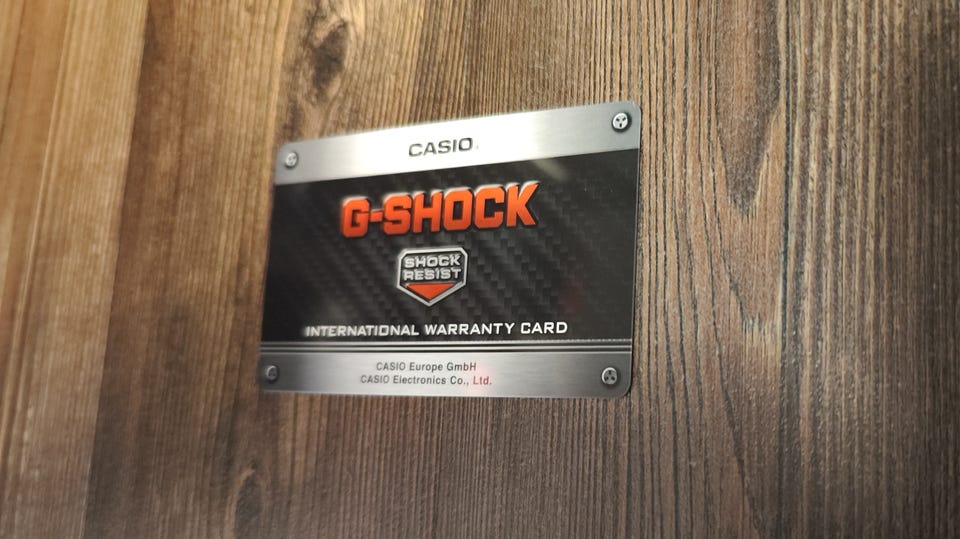 CASIO
G-SHOCK
SHOCK
RESIST
INTERNATIONAL WARRANTY CARD
CASIO Europe GmbH
CASIO Electronics Co., Ltd.